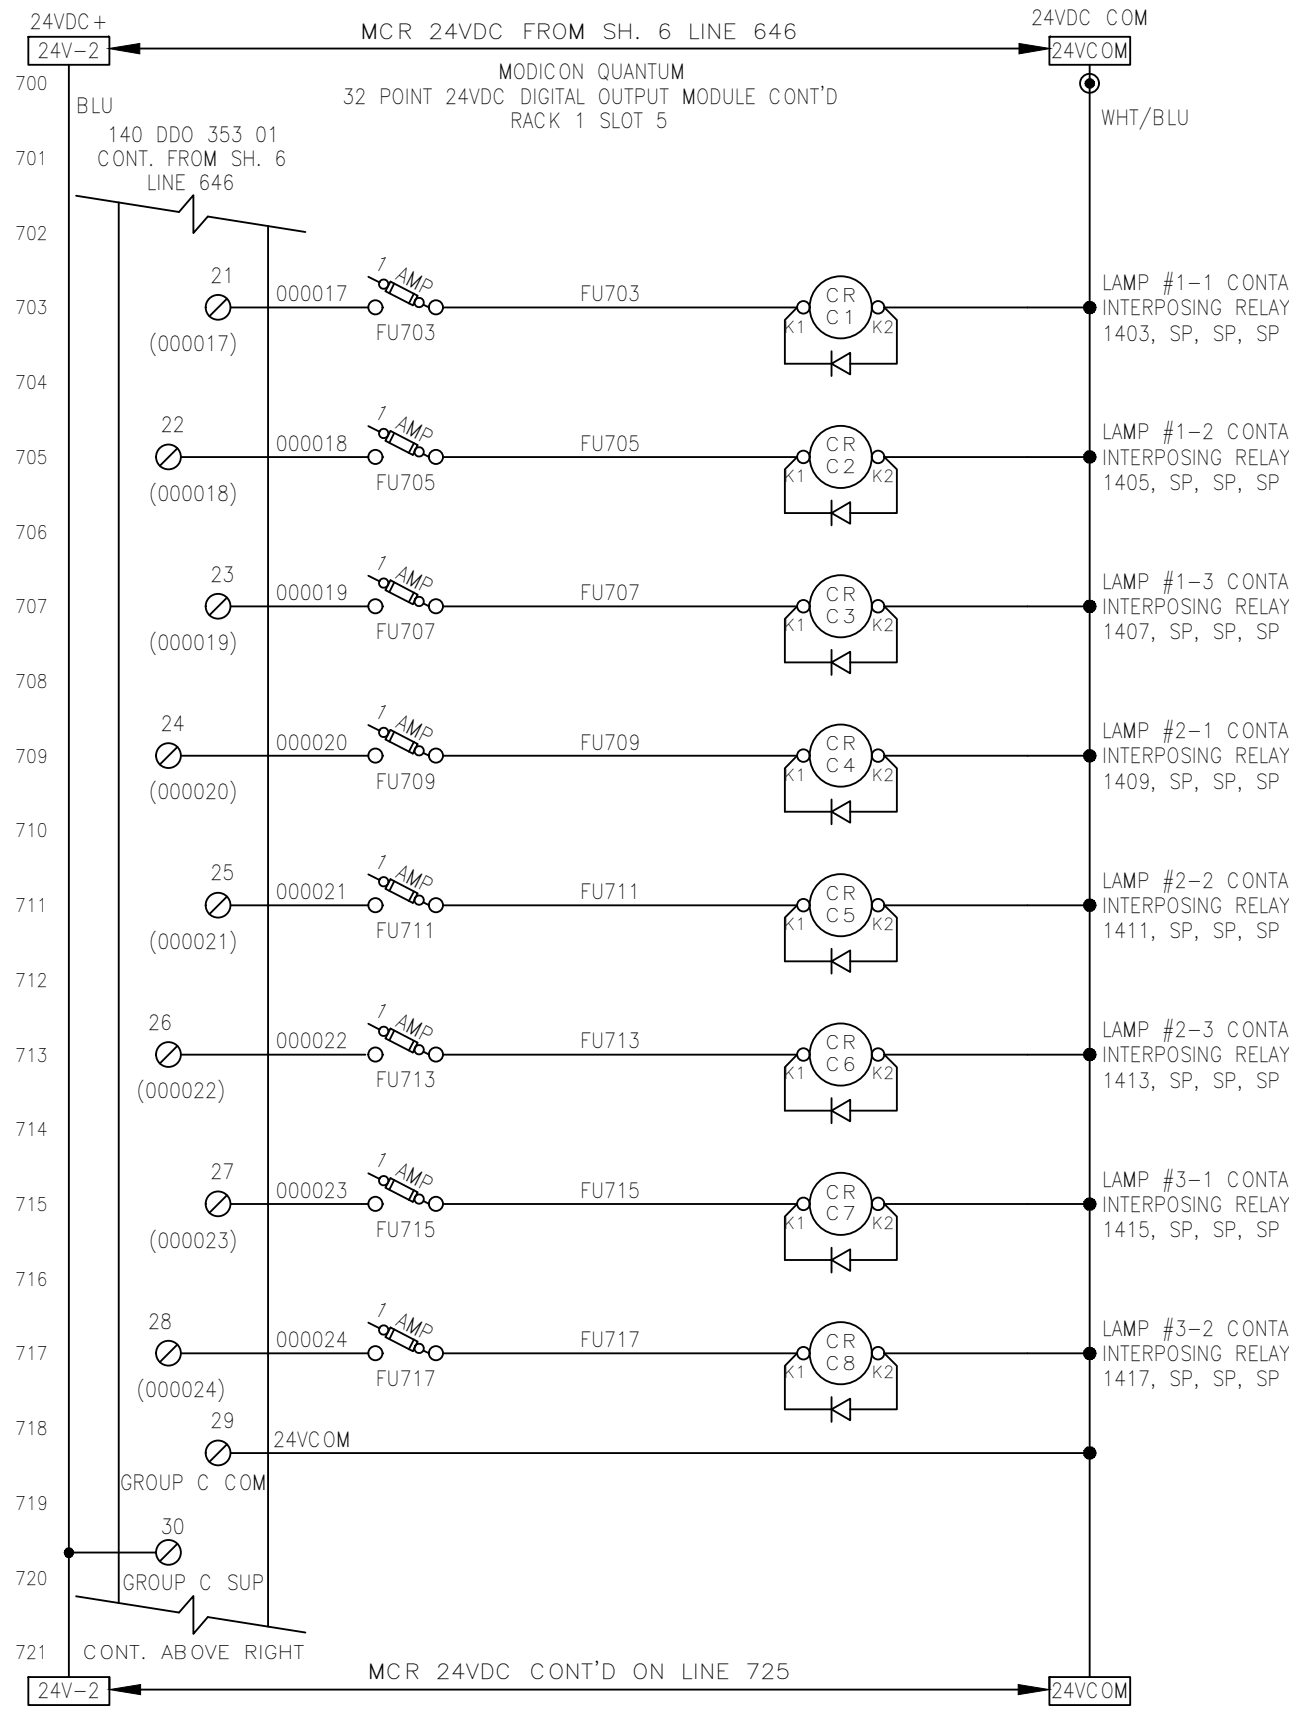 24VDC+
24VDC COM
24V-2
MCR 24VDC FROM SH. 6 LINE 646
24VCOM
MODICON QUANTUM
32 POINT 24VDC DIGITAL OUTPUT MODULE CONT'D
RACK 1 SLOT 5
700
BLU
WHT/BLU
140 DDO 353 01
CONT. FROM SH. 6
LINE 646
701
702
21
000017
1 AMP
FU703
CR
C1
K1
K2
LAMP #1-1 CONTA
INTERPOSING RELAY
1403, SP, SP, SP
703
FU703
(000017)
704
22
000018
1 AMP
FU705
CR
C2
K1
K2
LAMP #1-2 CONTA
INTERPOSING RELAY
1405, SP, SP, SP
705
FU705
(000018)
706
23
000019
1 AMP
FU707
CR
C3
K1
K2
LAMP #1-3 CONTA
INTERPOSING RELAY
1407, SP, SP, SP
707
FU707
(000019)
708
24
000020
1 AMP
FU709
CR
C4
K1
K2
LAMP #2-1 CONTA
INTERPOSING RELAY
1409, SP, SP, SP
709
FU709
(000020)
710
25
000021
1 AMP
FU711
CR
C5
K1
K2
LAMP #2-2 CONTA
INTERPOSING RELAY
1411, SP, SP, SP
711
FU711
(000021)
712
26
000022
1 AMP
FU713
CR
C6
K1
K2
LAMP #2-3 CONTA
INTERPOSING RELAY
1413, SP, SP, SP
713
FU713
(000022)
714
27
000023
1 AMP
FU715
CR
C7
K1
K2
LAMP #3-1 CONTA
INTERPOSING RELAY
1415, SP, SP, SP
715
FU715
(000023)
716
28
000024
1 AMP
FU717
CR
C8
K1
K2
LAMP #3-2 CONTA
INTERPOSING RELAY
1417, SP, SP, SP
717
FU717
(000024)
718
29
24VCOM
GROUP C COM
719
30
720
GROUP C SUP
721
CONT. ABOVE RIGHT
MCR 24VDC CONT'D ON LINE 725
24V-2
24VCOM